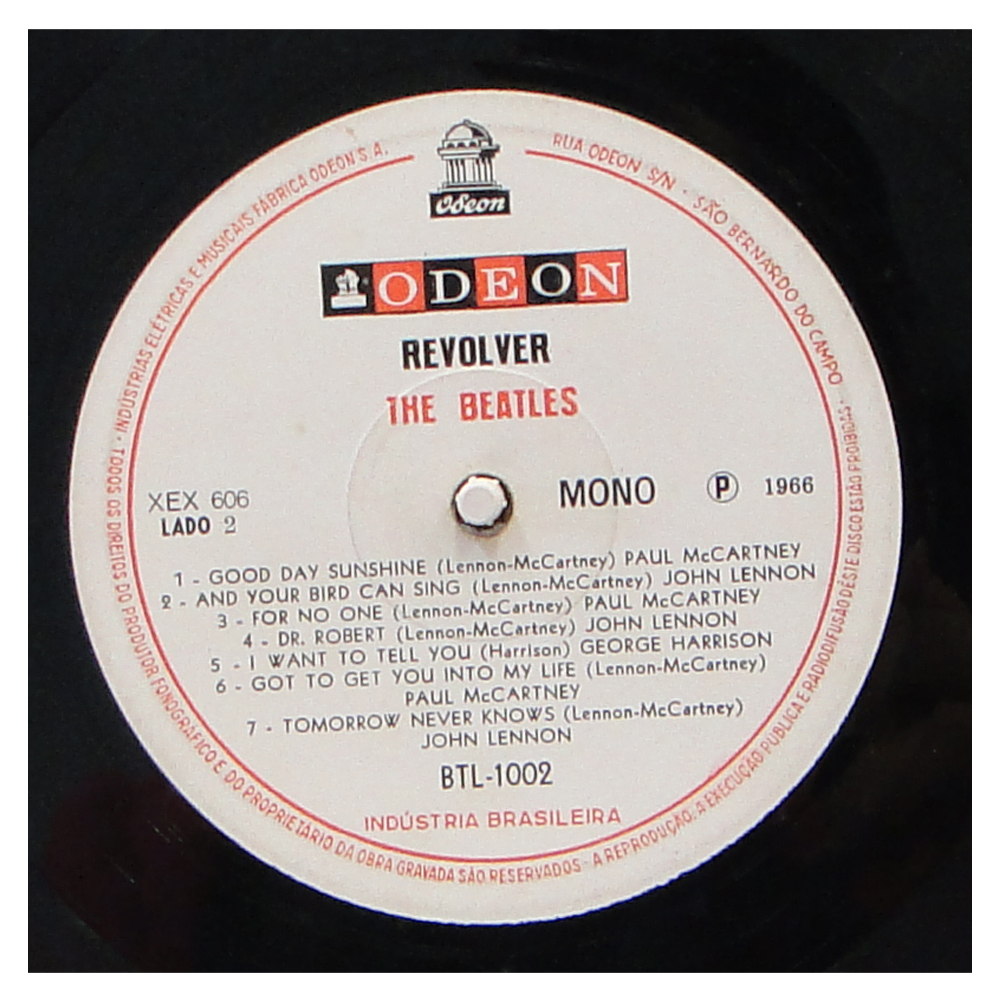 Odeon
ODEON
REVOLVER
THE BEATLES
XEX 606
LADO 2
MONO
P 1966
1 - GOOD DAY SUNSHINE (Lennon-McCartney) PAUL McCARTNEY
2 - AND YOUR BIRD CAN SING (Lennon-McCartney) JOHN LENNON
3 - FOR NO ONE (Lennon-McCartney) PAUL McCARTNEY
4 - DR. ROBERT (Lennon-McCartney) JOHN LENNON
5 - I WANT TO TELL YOU (Harrison) GEORGE HARRISON
6 - GOT TO GET YOU INTO MY LIFE (Lennon-McCartney)
PAUL McCARTNEY
7 - TOMORROW NEVER KNOWS (Lennon-McCartney)
JOHN LENNON
BTL-1002
INDÚSTRIA BRASILEIRA
INDÚSTRIAS ELÉTRICAS E MUSICAIS FÁBRICA ODEON S.A.
RUA ODEON S/N - SÃO BERNARDO DO CAMPO
TODOS OS DIREITOS DO PRODUTOR FONOGRÁFICO E DO PROPRIETÁRIO DA OBRA GRAVADA SÃO RESERVADOS - A REPRODUÇÃO, A EXECUÇÃO PÚBLICA E RADIODIFUSÃO DÊSTE DISCO ESTÃO PROIBIDAS -